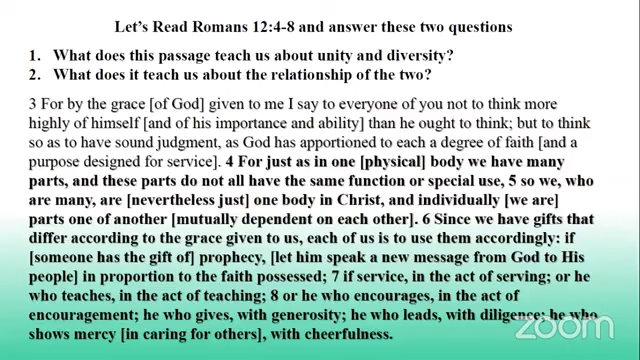 Let's Read Romans 12:4-8 and answer these two questions
1. What does this passage teach us about unity and diversity?
2. What does it teach us about the relationship of the two?
3 For by the grace [of God] given to me I say to everyone of you not to think more
highly of himself [and of his importance and ability] than he ought to think; but to think
so as to have sound judgment, as God has apportioned to each a degree of faith [and a
purpose designed for service]. 4 For just as in one [physical] body we have many
parts, and these parts do not all have the same function or special use, 5 so we, who
are many, are [nevertheless just] one body in Christ, and individually [we are]
parts one of another [mutually dependent on each other]. 6 Since we have gifts that
differ according to the grace given to us, each of us is to use them accordingly: if
[someone has the gift of] prophecy, [let him speak a new message from God to His
people] in proportion to the faith possessed; 7 if service, in the act of serving; or he
who teaches, in the act of teaching; 8 or he who encourages, in the act of
encouragement; he who gives, with generosity; he who leads, with diligence; he who
shows mercy [in caring for others], with cheerfulness.
zoom